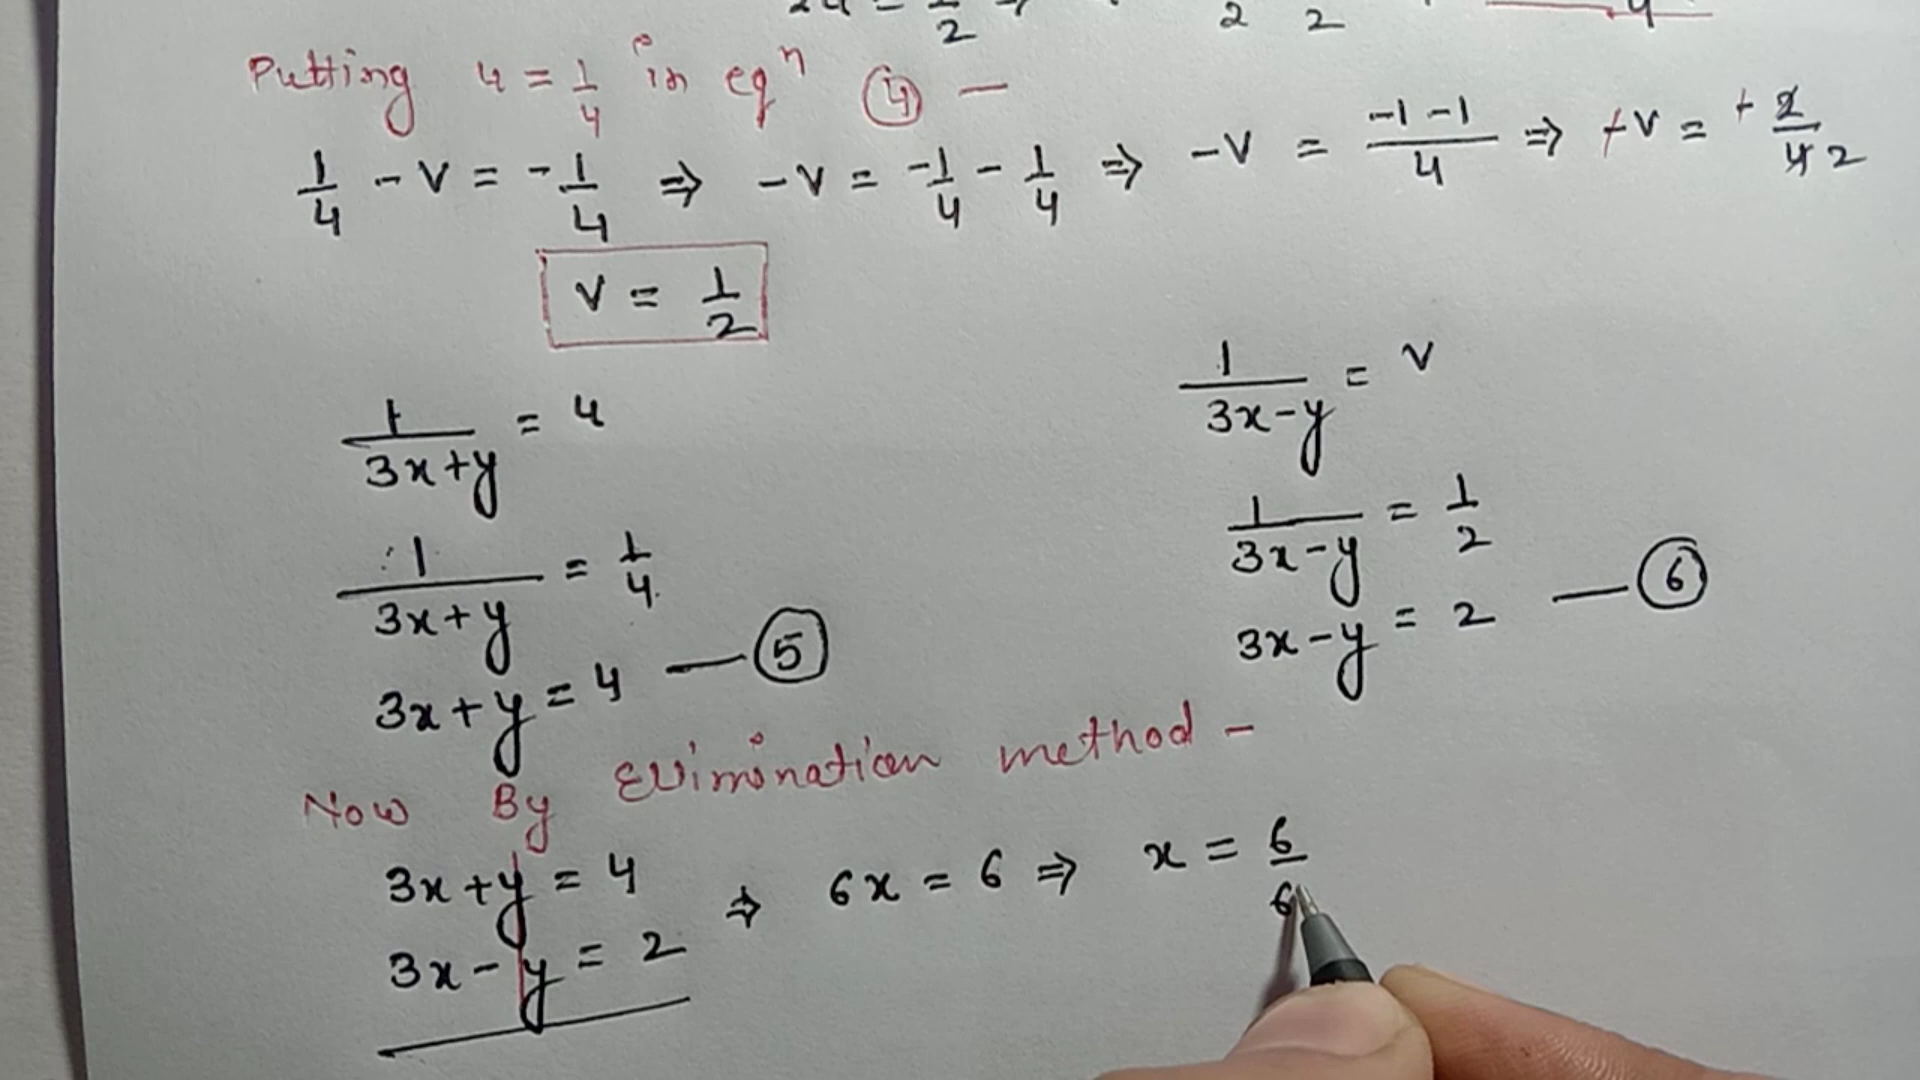 Putting u = 1/4 in eqⁿ ④ —
1/4 - v = -1/4 ⇒ -v = -1/4 - 1/4 ⇒ -v = (-1-1)/4 ⇒ +v = +2/4 2
v = 1/2
1/(3x+y) = u
1/(3x+y) = 1/4
3x+y = 4 — ⑤
1/(3x-y) = v
1/(3x-y) = 1/2
3x-y = 2 — ⑥
Now By Elimination method -
3x+y = 4 ⇒ 6x = 6 ⇒ x = 6/6
3x-y = 2